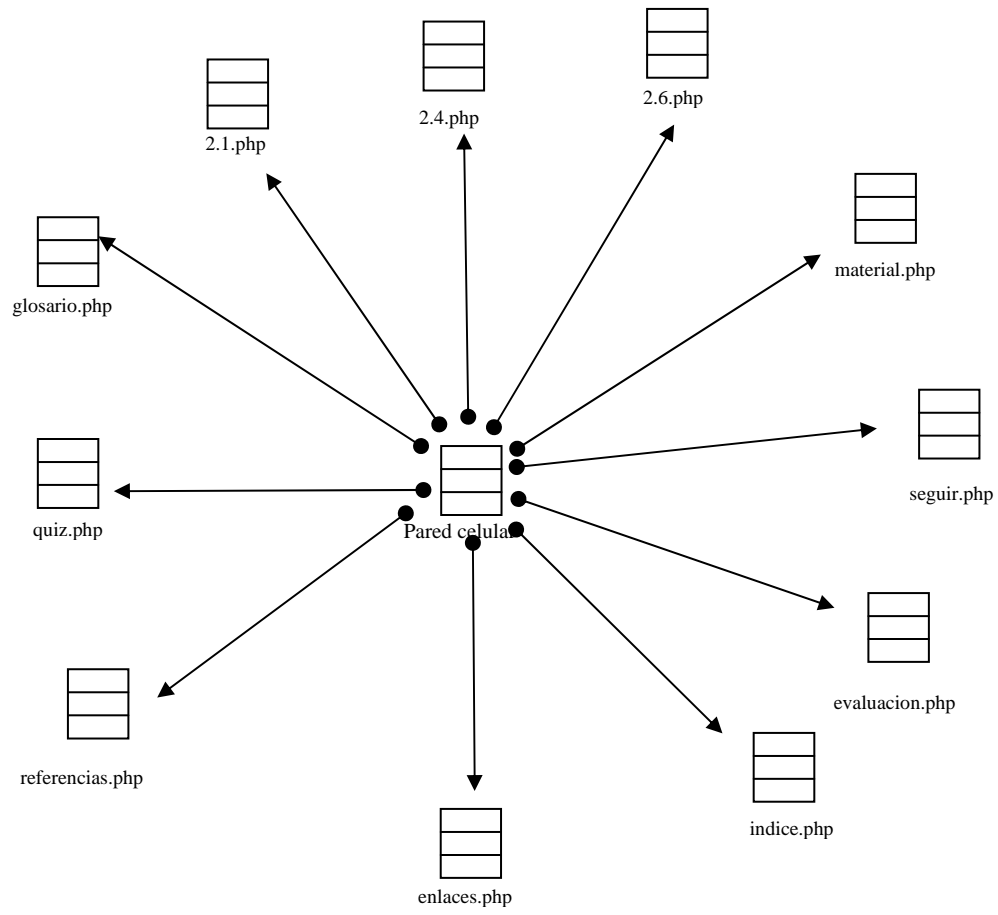 2.6.php
2.4.php
2.1.php
material.php
glosario.php
seguir.php
quiz.php
Pared celular
evaluacion.php
referencias.php
indice.php
enlaces.php